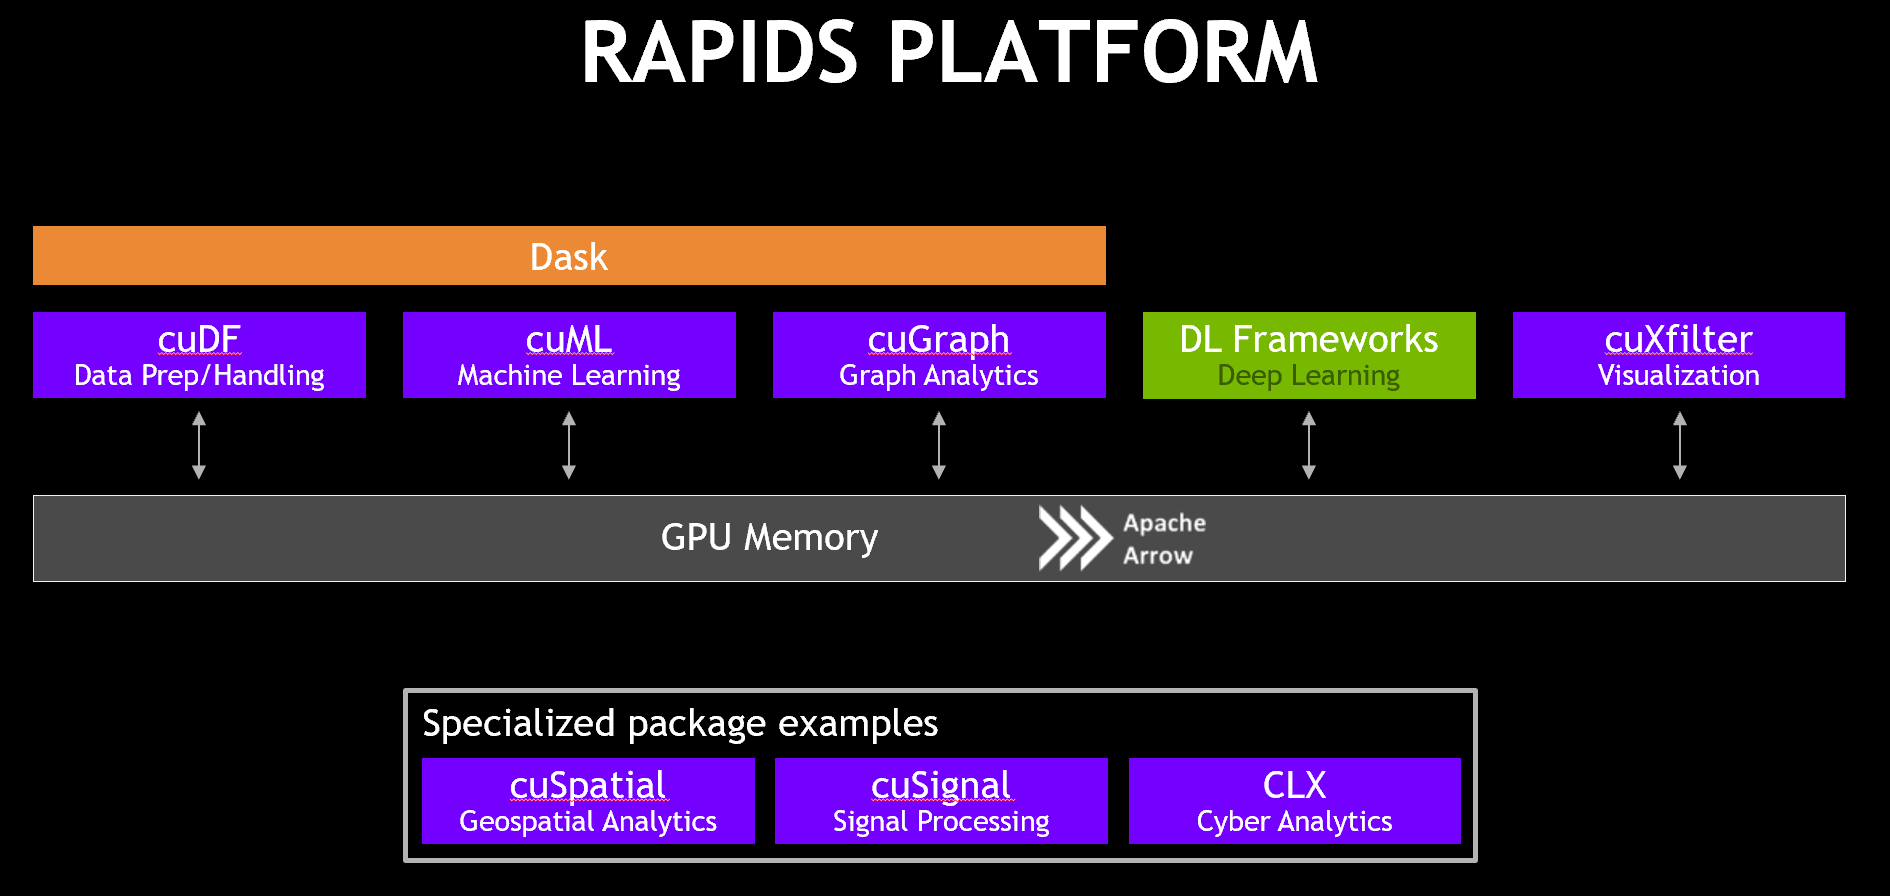 RAPIDS PLATFORM
Dask
cuDF
Data Prep/Handling
cuML
Machine Learning
cuGraph
Graph Analytics
DL Frameworks
Deep Learning
cuXfilter
Visualization
GPU Memory
Apache
Arrow
Specialized package examples
cuSpatial
Geospatial Analytics
cuSignal
Signal Processing
CLX
Cyber Analytics